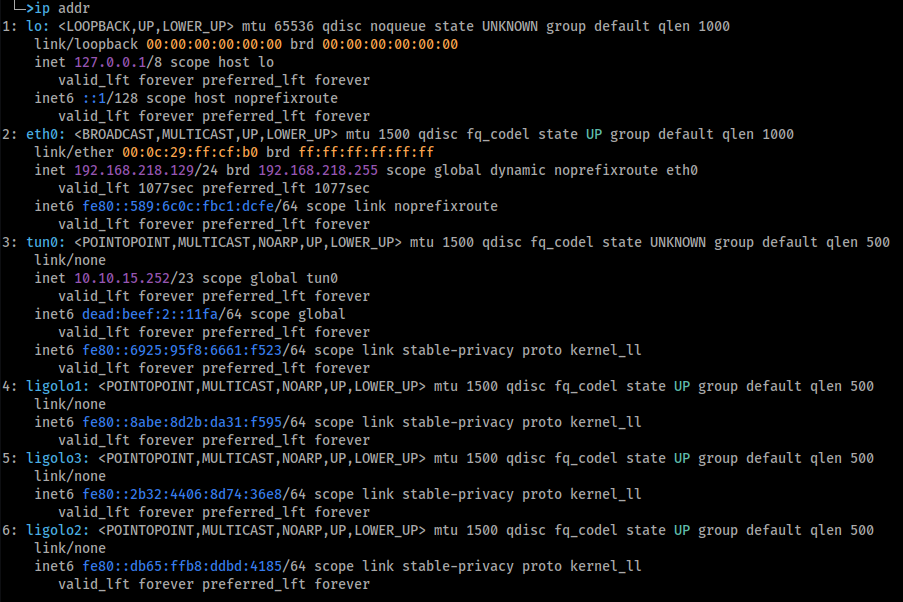 └─>ip addr
1: lo: <LOOPBACK,UP,LOWER_UP> mtu 65536 qdisc noqueue state UNKNOWN group default qlen 1000
    link/loopback 00:00:00:00:00:00 brd 00:00:00:00:00:00
    inet 127.0.0.1/8 scope host lo
       valid_lft forever preferred_lft forever
    inet6 ::1/128 scope host noprefixroute
       valid_lft forever preferred_lft forever
2: eth0: <BROADCAST,MULTICAST,UP,LOWER_UP> mtu 1500 qdisc fq_codel state UP group default qlen 1000
    link/ether 00:0c:29:ff:cf:b0 brd ff:ff:ff:ff:ff:ff
    inet 192.168.218.129/24 brd 192.168.218.255 scope global dynamic noprefixroute eth0
       valid_lft 1077sec preferred_lft 1077sec
    inet6 fe80::589:6c0c:fbc1:dcfe/64 scope link noprefixroute
       valid_lft forever preferred_lft forever
3: tun0: <POINTOPOINT,MULTICAST,NOARP,UP,LOWER_UP> mtu 1500 qdisc fq_codel state UNKNOWN group default qlen 500
    link/none
    inet 10.10.15.252/23 scope global tun0
       valid_lft forever preferred_lft forever
    inet6 dead:beef:2::11fa/64 scope global
       valid_lft forever preferred_lft forever
    inet6 fe80::6925:95f8:6661:f523/64 scope link stable-privacy proto kernel_ll
       valid_lft forever preferred_lft forever
4: ligolo1: <POINTOPOINT,MULTICAST,NOARP,UP,LOWER_UP> mtu 1500 qdisc fq_codel state UP group default qlen 500
    link/none
    inet6 fe80::8abe:8d2b:da31:f595/64 scope link stable-privacy proto kernel_ll
       valid_lft forever preferred_lft forever
5: ligolo3: <POINTOPOINT,MULTICAST,NOARP,UP,LOWER_UP> mtu 1500 qdisc fq_codel state UP group default qlen 500
    link/none
    inet6 fe80::2b32:4406:8d74:36e8/64 scope link stable-privacy proto kernel_ll
       valid_lft forever preferred_lft forever
6: ligolo2: <POINTOPOINT,MULTICAST,NOARP,UP,LOWER_UP> mtu 1500 qdisc fq_codel state UP group default qlen 500
    link/none
    inet6 fe80::db65:ffb8:ddbd:4185/64 scope link stable-privacy proto kernel_ll
       valid_lft forever preferred_lft forever